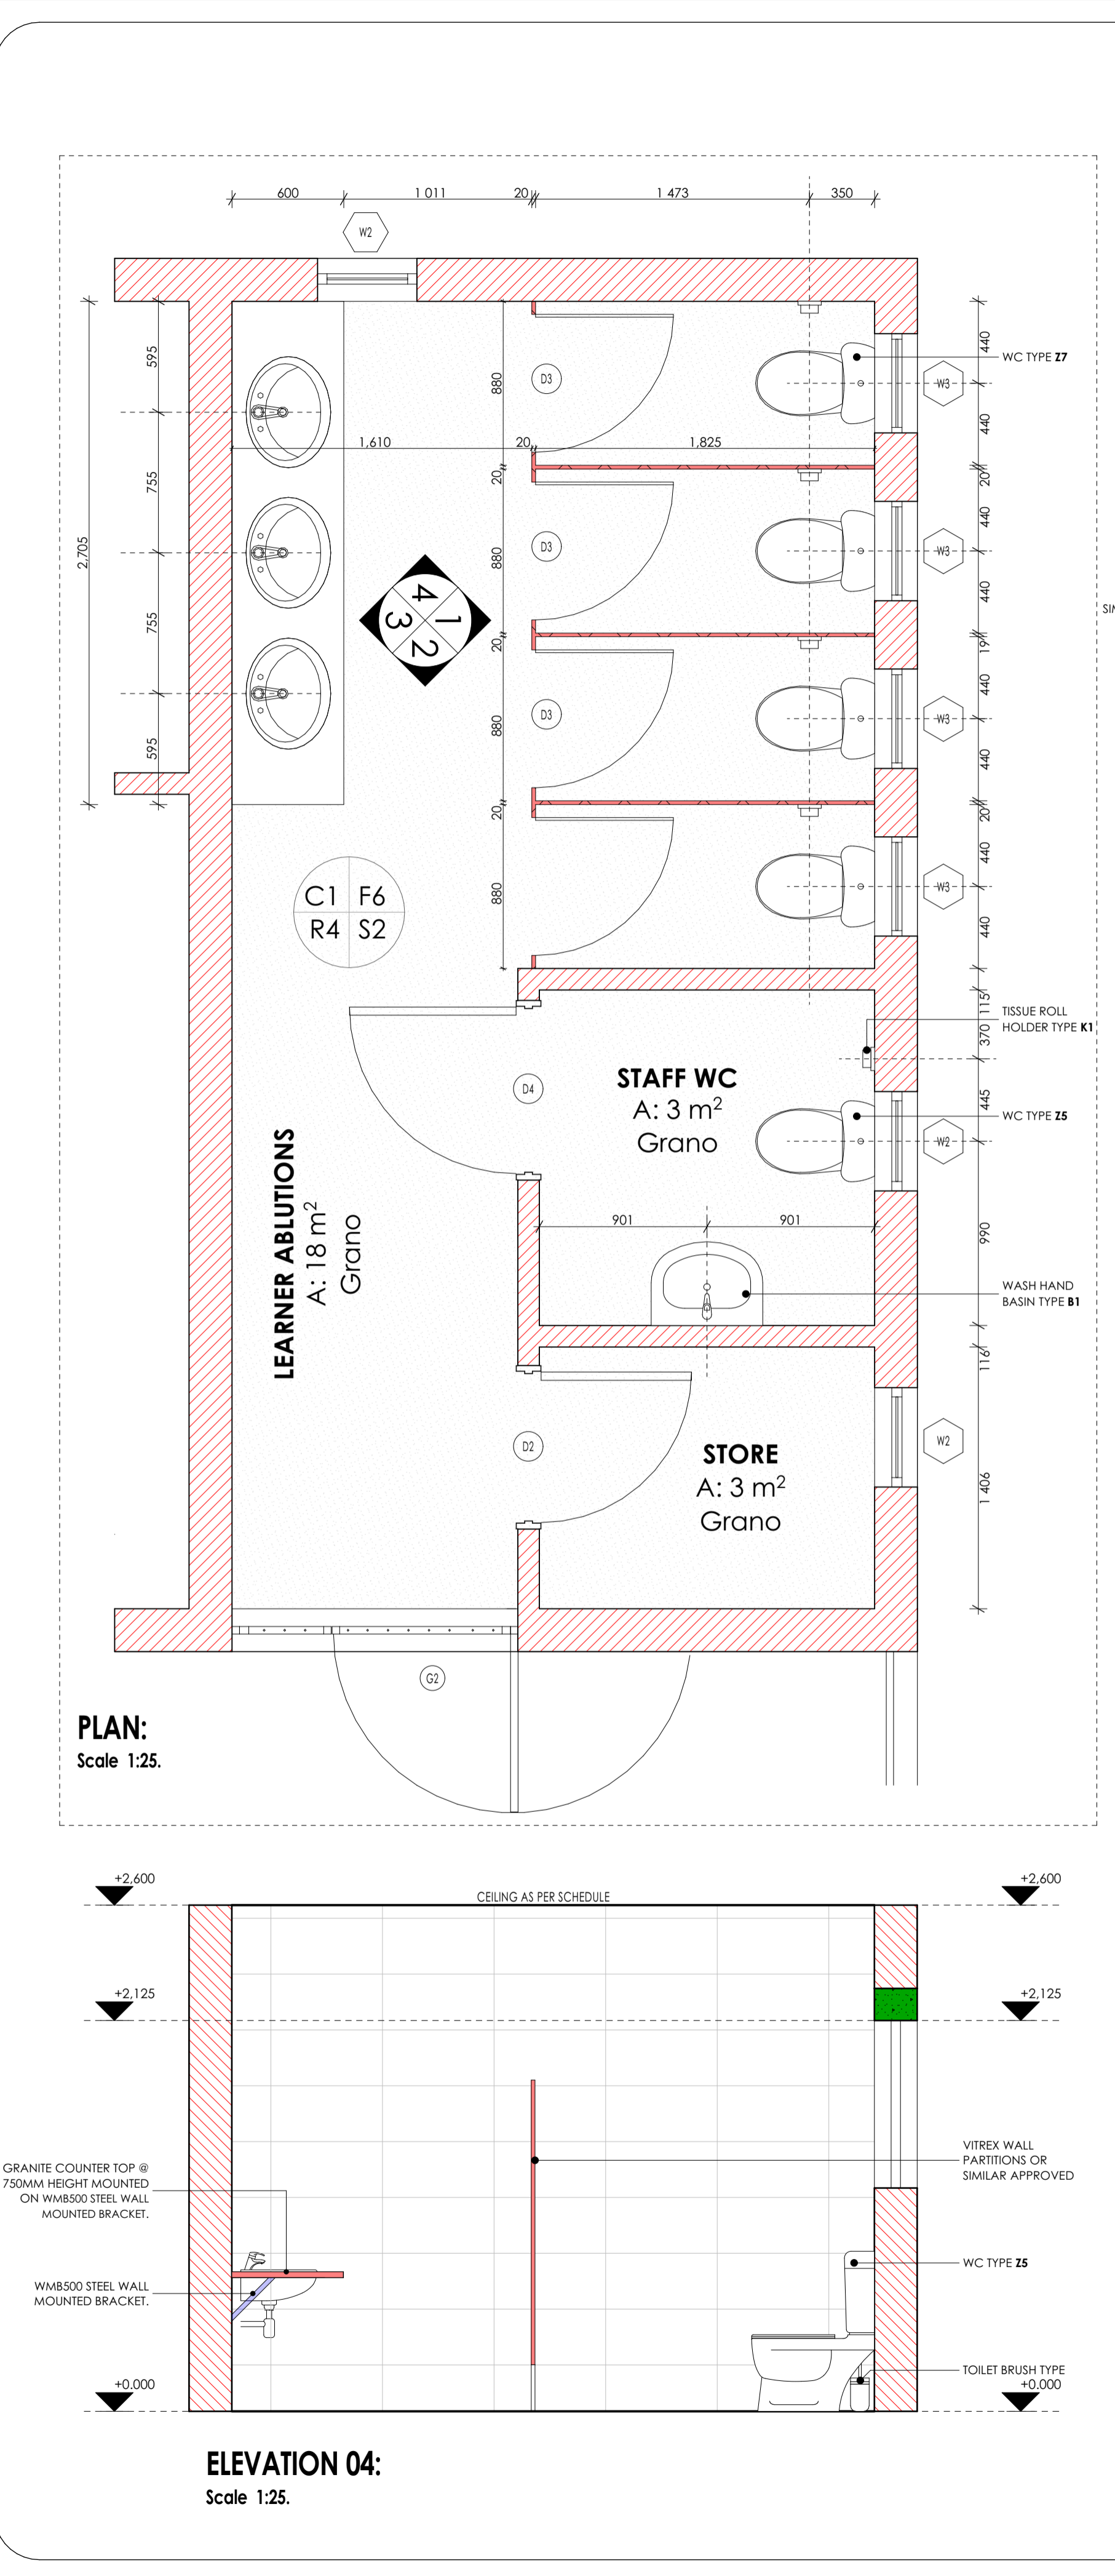 600
1 011
20
1 473
350
W2
595
755
2,705
755
595
1,610
20
1,825
880
20
880
20
880
20
880
D3
D3
D3
440
440
20
440
440
19
440
440
20
440
440
115
370
445
990
116
1 406
W3
W3
W3
W3
W2
W2
WC TYPE Z7
1
2
3
4
C1 F6
R4 S2
TISSUE ROLL
HOLDER TYPE K1
STAFF WC
A: 3 m²
Grano
D4
WC TYPE Z5
901
901
WASH HAND
BASIN TYPE B1
LEARNER ABLUTIONS
A: 18 m²
Grano
D2
STORE
A: 3 m²
Grano
G2
PLAN:
Scale 1:25.
+2,600
CEILING AS PER SCHEDULE
+2,600
+2,125
+2,125
GRANITE COUNTER TOP @
750MM HEIGHT MOUNTED
ON WMB500 STEEL WALL
MOUNTED BRACKET.
WMB500 STEEL WALL
MOUNTED BRACKET.
VITREX WALL
PARTITIONS OR
SIMILAR APPROVED
WC TYPE Z5
TOILET BRUSH TYPE
+0.000
+0.000
ELEVATION 04:
Scale 1:25.